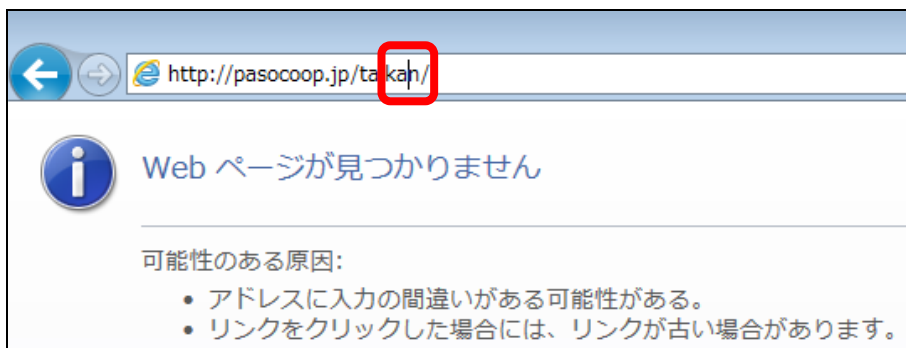 http://pasocoop.jp/taikan/
Web ページが見つかりません
可能性のある原因:
• アドレスに入力の間違いがある可能性がある。
• リンクをクリックした場合には、リンクが古い場合があります。